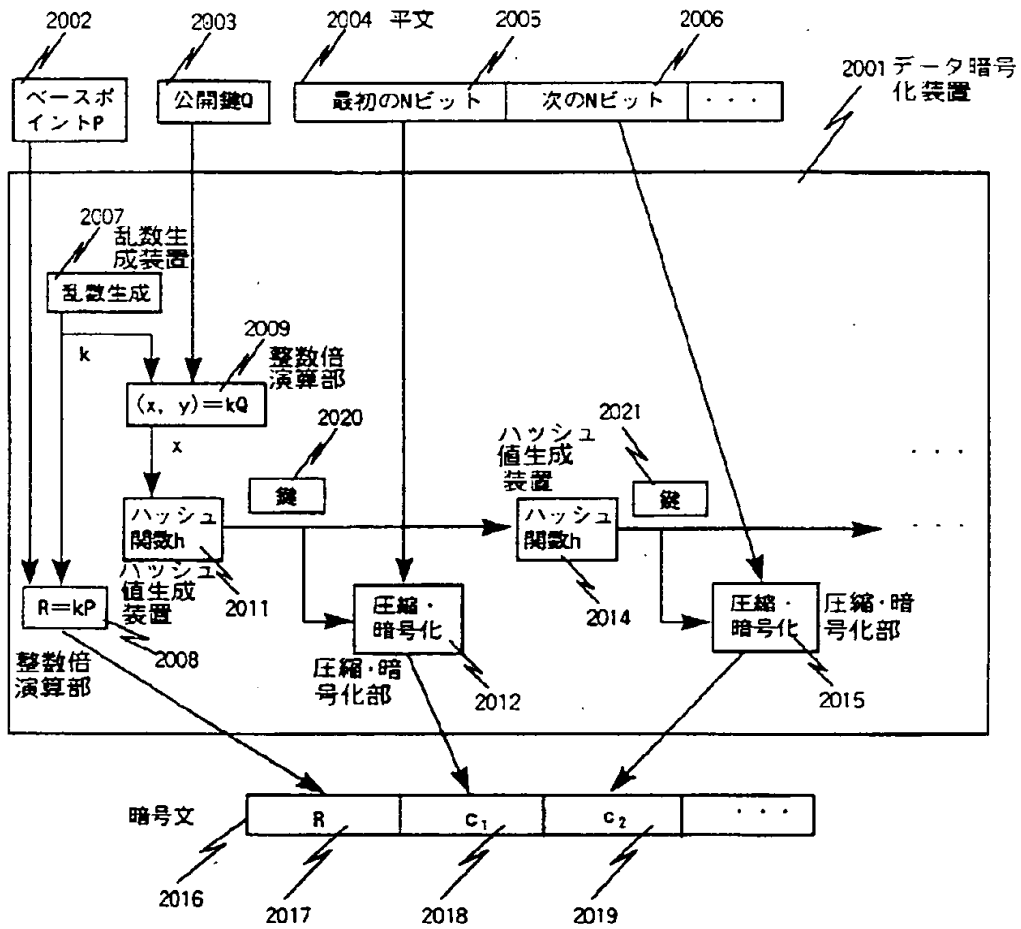 2002
2003
2004 平文
2005
2006
2001 データ暗号
化装置
ベースポ
イントP
公開鍵Q
最初のNビット
次のNビット
・・・
2007
乱数生
成装置
乱数生成
k
2009
整数倍
演算部
(x, y)=kQ
x
2020
鍵
ハッシュ
関数h
ハッシュ
値生成
装置
2011
ハッシュ
値生成
装置
2021
鍵
ハッシュ
関数h
2014
・・・
・・・
R=kP
2008
整数倍
演算部
圧縮・
暗号化
圧縮・暗
号化部
2012
圧縮・
暗号化
圧縮・暗
号化部
2015
暗号文
R
c₁
c₂
・・・
2016
2017
2018
2019